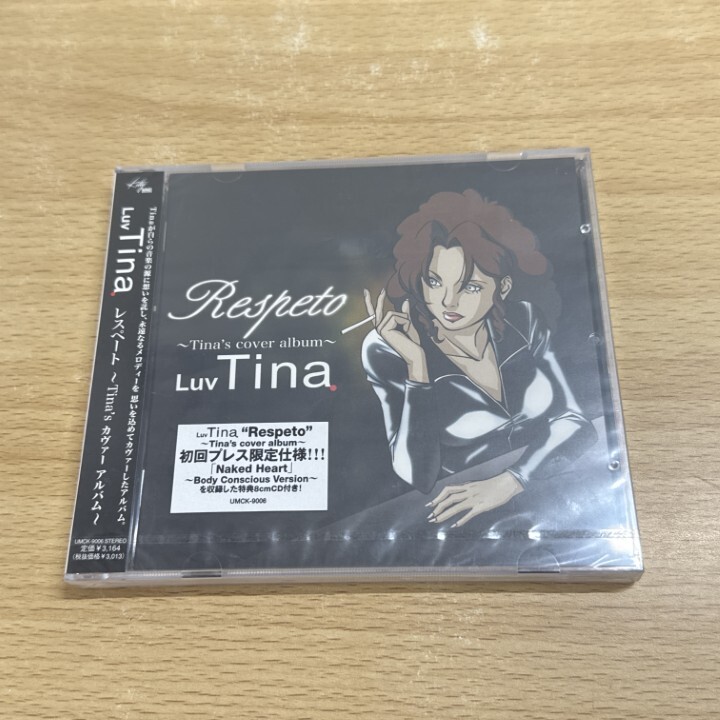 Luv Tina
レスペート ～Tina's カヴァー アルバム～
UMCK-9006 STEREO
定価￥3,164
(税抜価格￥3,013)
Respeto
～Tina's cover album～
Luv Tina
Luv Tina “Respeto”
～Tina's cover album～
初回プレス限定仕様!!!
「Naked Heart」
～Body Conscious Version～
を収録した特典8cmCD付き!
UMCK-9006